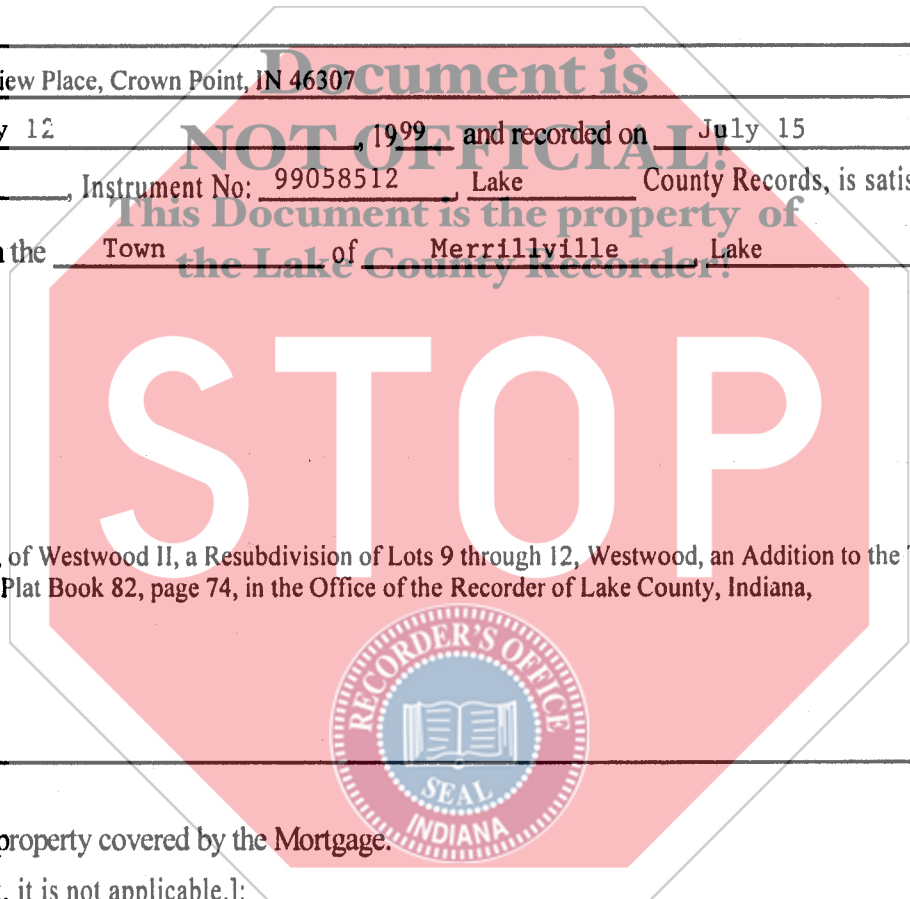 Document is
iew Place, Crown Point, IN 46307
NOT OFFICIAL!
y 12, 1999 and recorded on July 15
, Instrument No: 99058512, Lake County Records, is satis
This Document is the property of
the Lake County Recorder!
n the Town of Merrillville, Lake
STOP
, of Westwood II, a Resubdivision of Lots 9 through 12, Westwood, an Addition to the T
Plat Book 82, page 74, in the Office of the Recorder of Lake County, Indiana,
RECORDER'S OFFICE
SEAL
INDIANA
property covered by the Mortgage.
, it is not applicable.]: